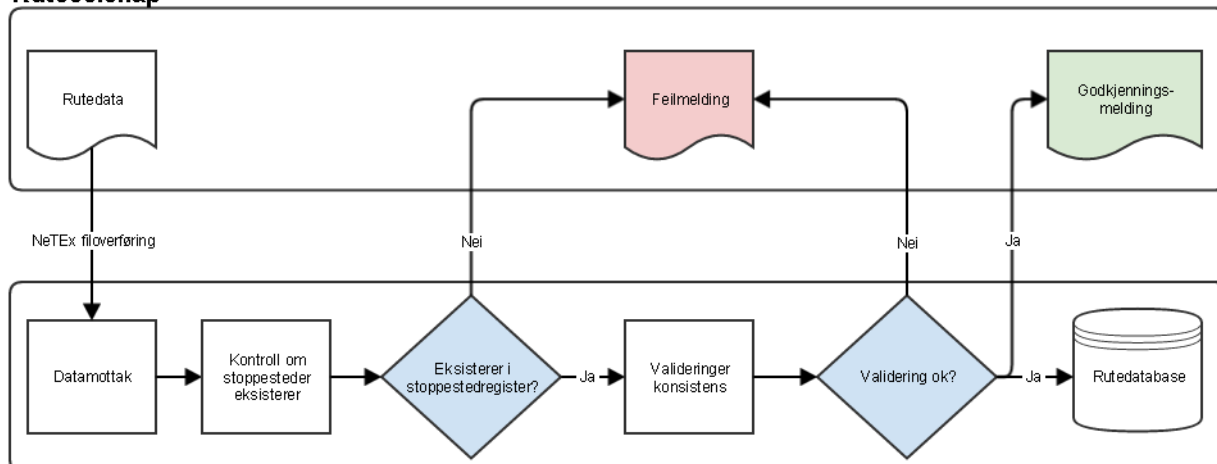 Rutedata
Feilmelding
Godkjennings-
melding
NeTEx filoverføring
Nei
Nei
Ja
Datamottak
Kontroll om
stoppesteder
eksisterer
Eksisterer i
stoppestedregister?
Ja
Valideringer
konsistens
Validering ok?
Ja
Rutedatabase